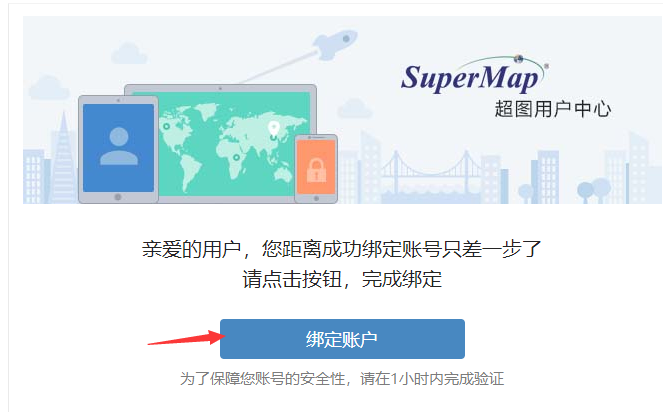 SuperMap®
超图用户中心
亲爱的用户，您距离成功绑定账号只差一步了
请点击按钮，完成绑定
绑定账户
为了保障您账号的安全性，请在1小时内完成验证